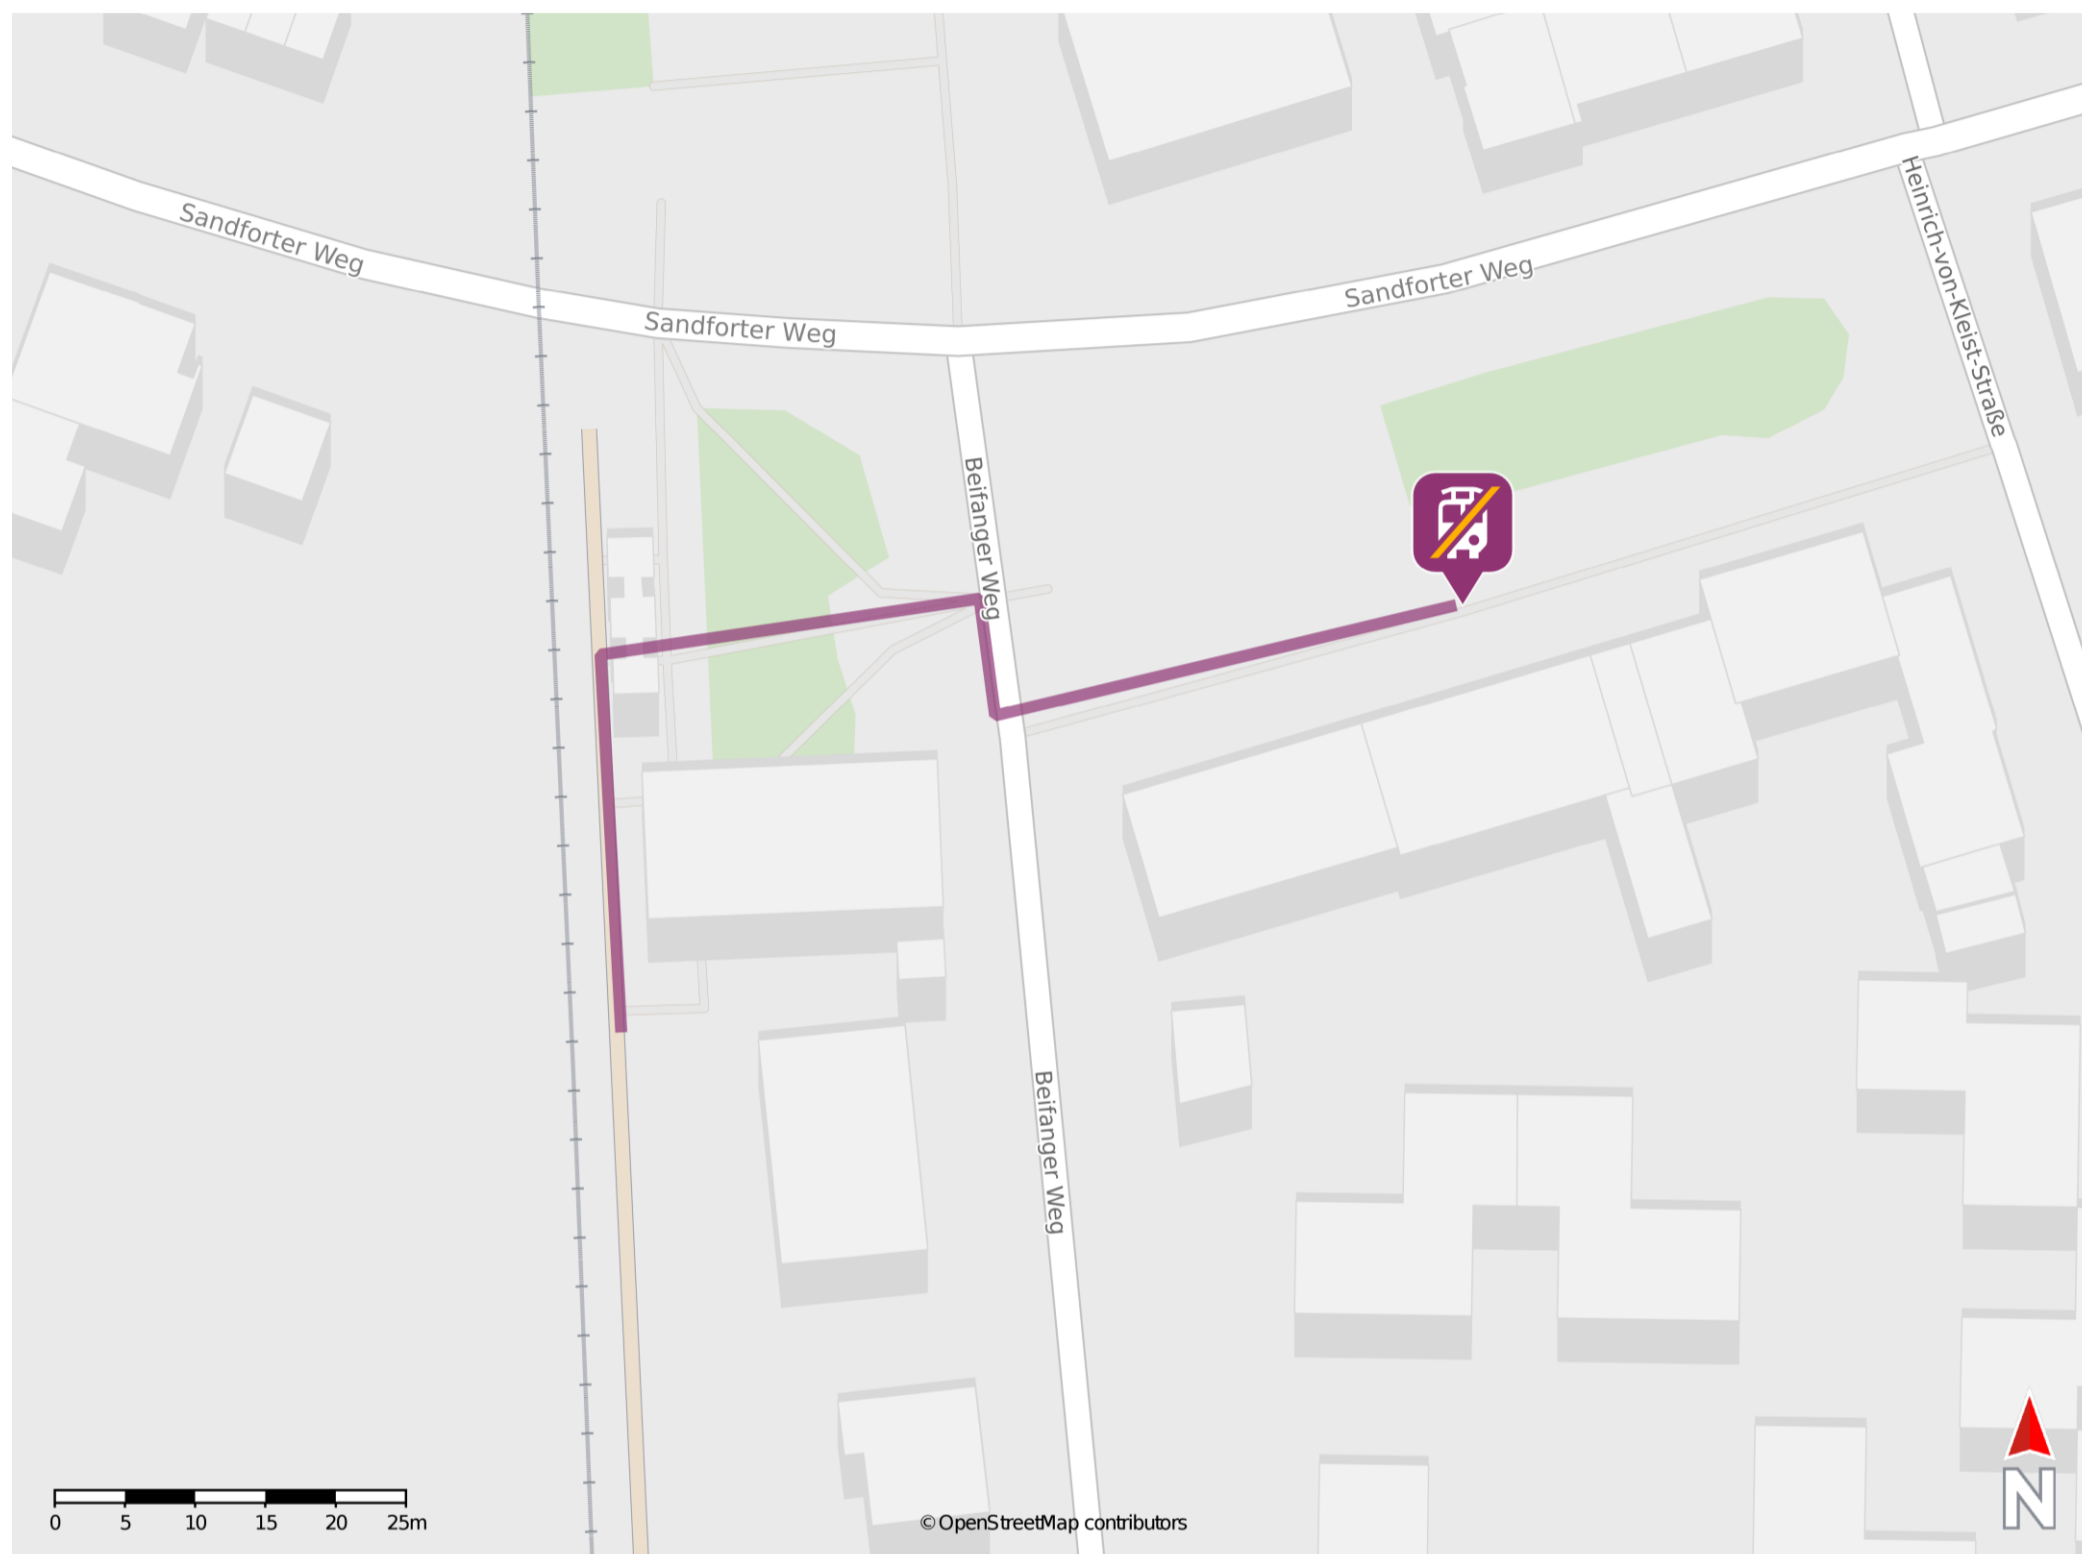 Sandforter Weg
Sandforter Weg
Sandforter Weg
Heinrich-von-Kleist-Straße
Beifanger Weg
Beifanger Weg
0 5 10 15 20 25m
© OpenStreetMap contributors
N